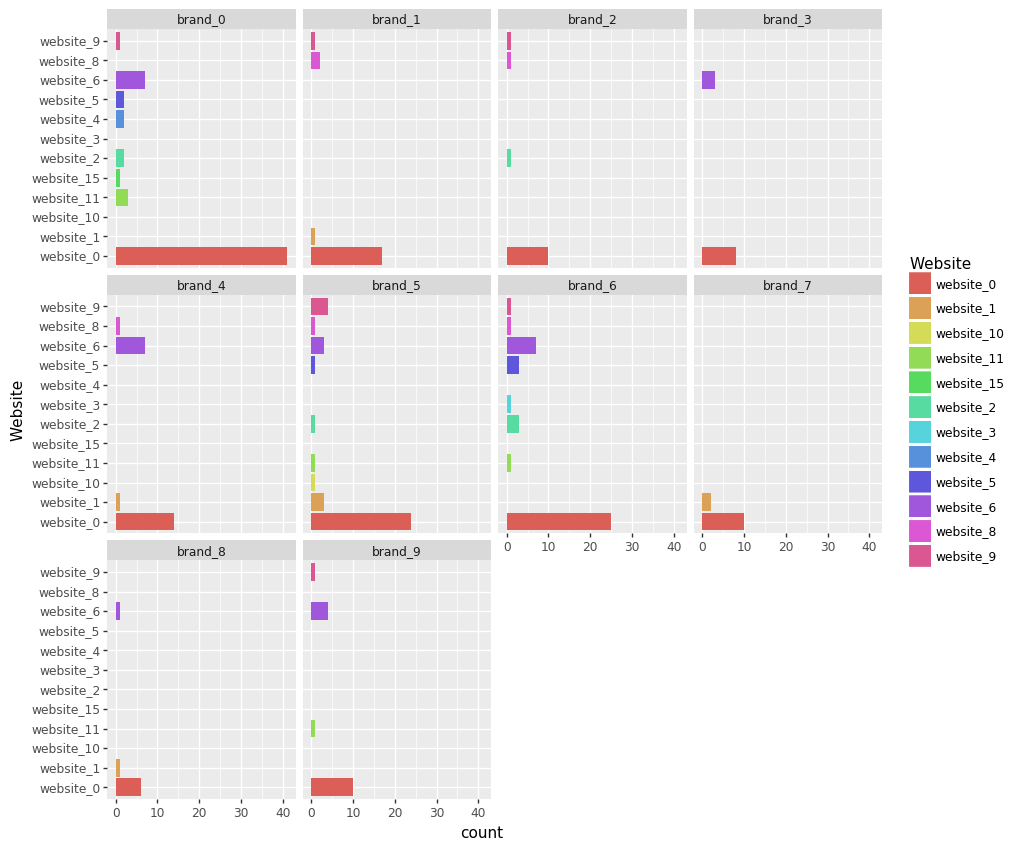 brand_0 brand_1 brand_2 brand_3
website_9
website_8
website_6
website_5
website_4
website_3
website_2
website_15
website_11
website_10
website_1
website_0
brand_4 brand_5 brand_6 brand_7
website_9
website_8
website_6
website_5
website_4
website_3
website_2
website_15
website_11
website_10
website_1
website_0
0 10 20 30 40 0 10 20 30 40
brand_8 brand_9
website_9
website_8
website_6
website_5
website_4
website_3
website_2
website_15
website_11
website_10
website_1
website_0
0 10 20 30 40 0 10 20 30 40
count
Website
Website
website_0
website_1
website_10
website_11
website_15
website_2
website_3
website_4
website_5
website_6
website_8
website_9